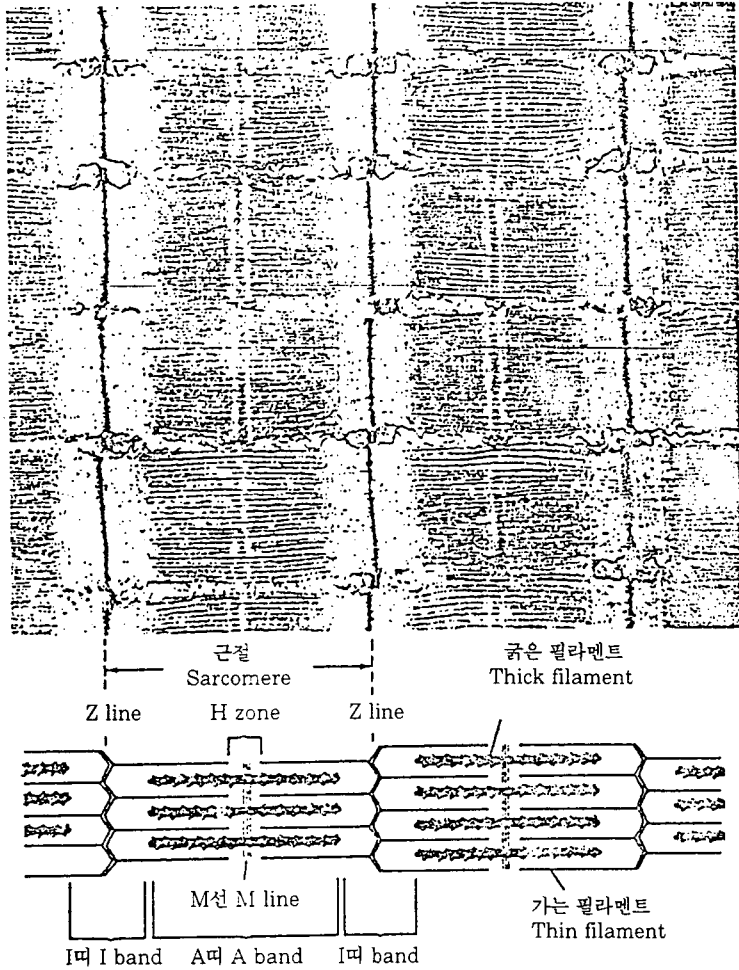 근절
Sarcomere
굵은 필라멘트
Thick filament
Z line
H zone
Z line
M선 M line
가는 필라멘트
Thin filament
I띠 I band
A띠 A band
I띠 I band